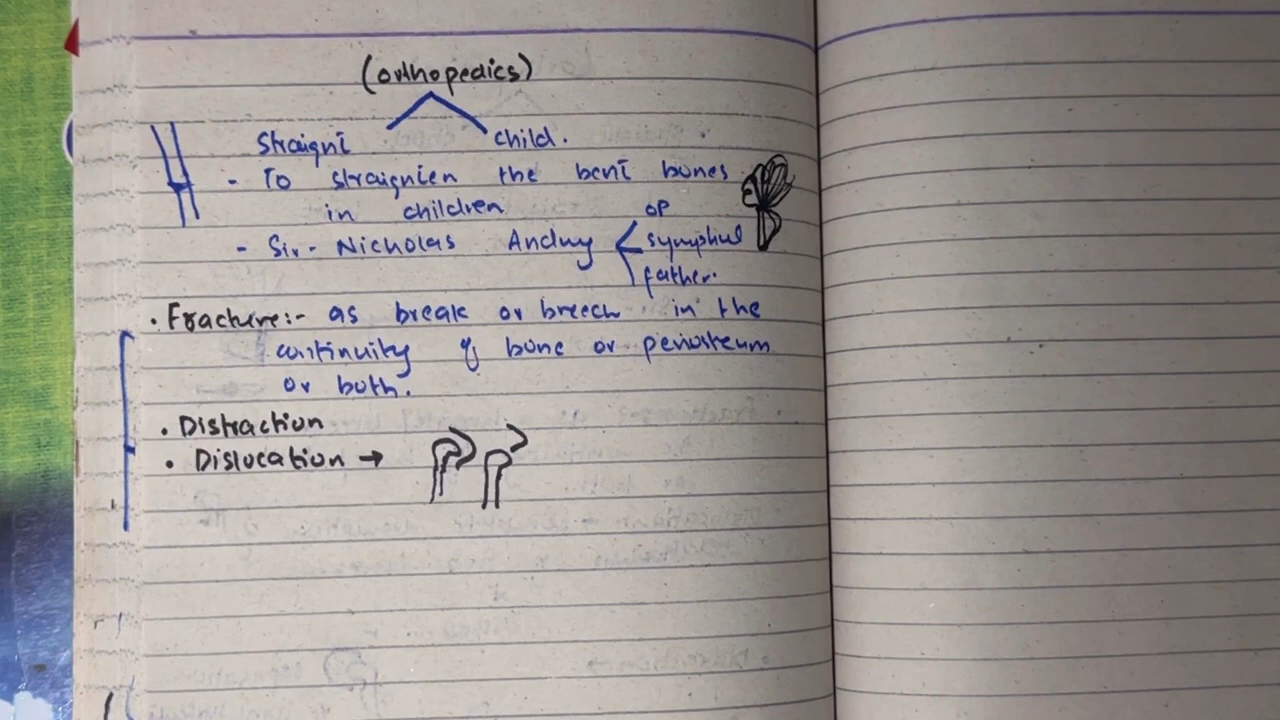 (orthopedics)
Straight child.
- To straighten the bent bones
in children
- Sir- Nicholas Andry
of
symphul
father.
. Fracture:- as break or breech in the
continuity of bone or periosteum
or both.
. Distraction
. Dislocation →